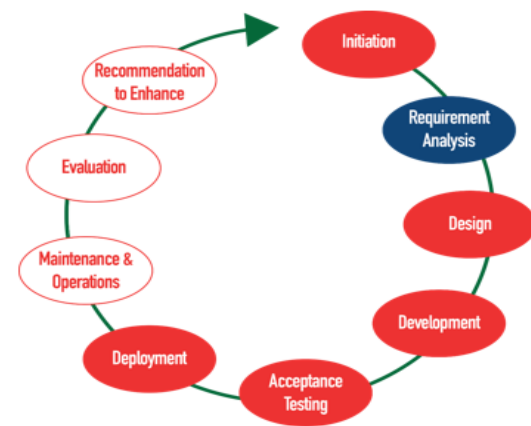 Initiation
Requirement
Analysis
Design
Development
Acceptance
Testing
Deployment
Maintenance &
Operations
Evaluation
Recommendation
to Enhance